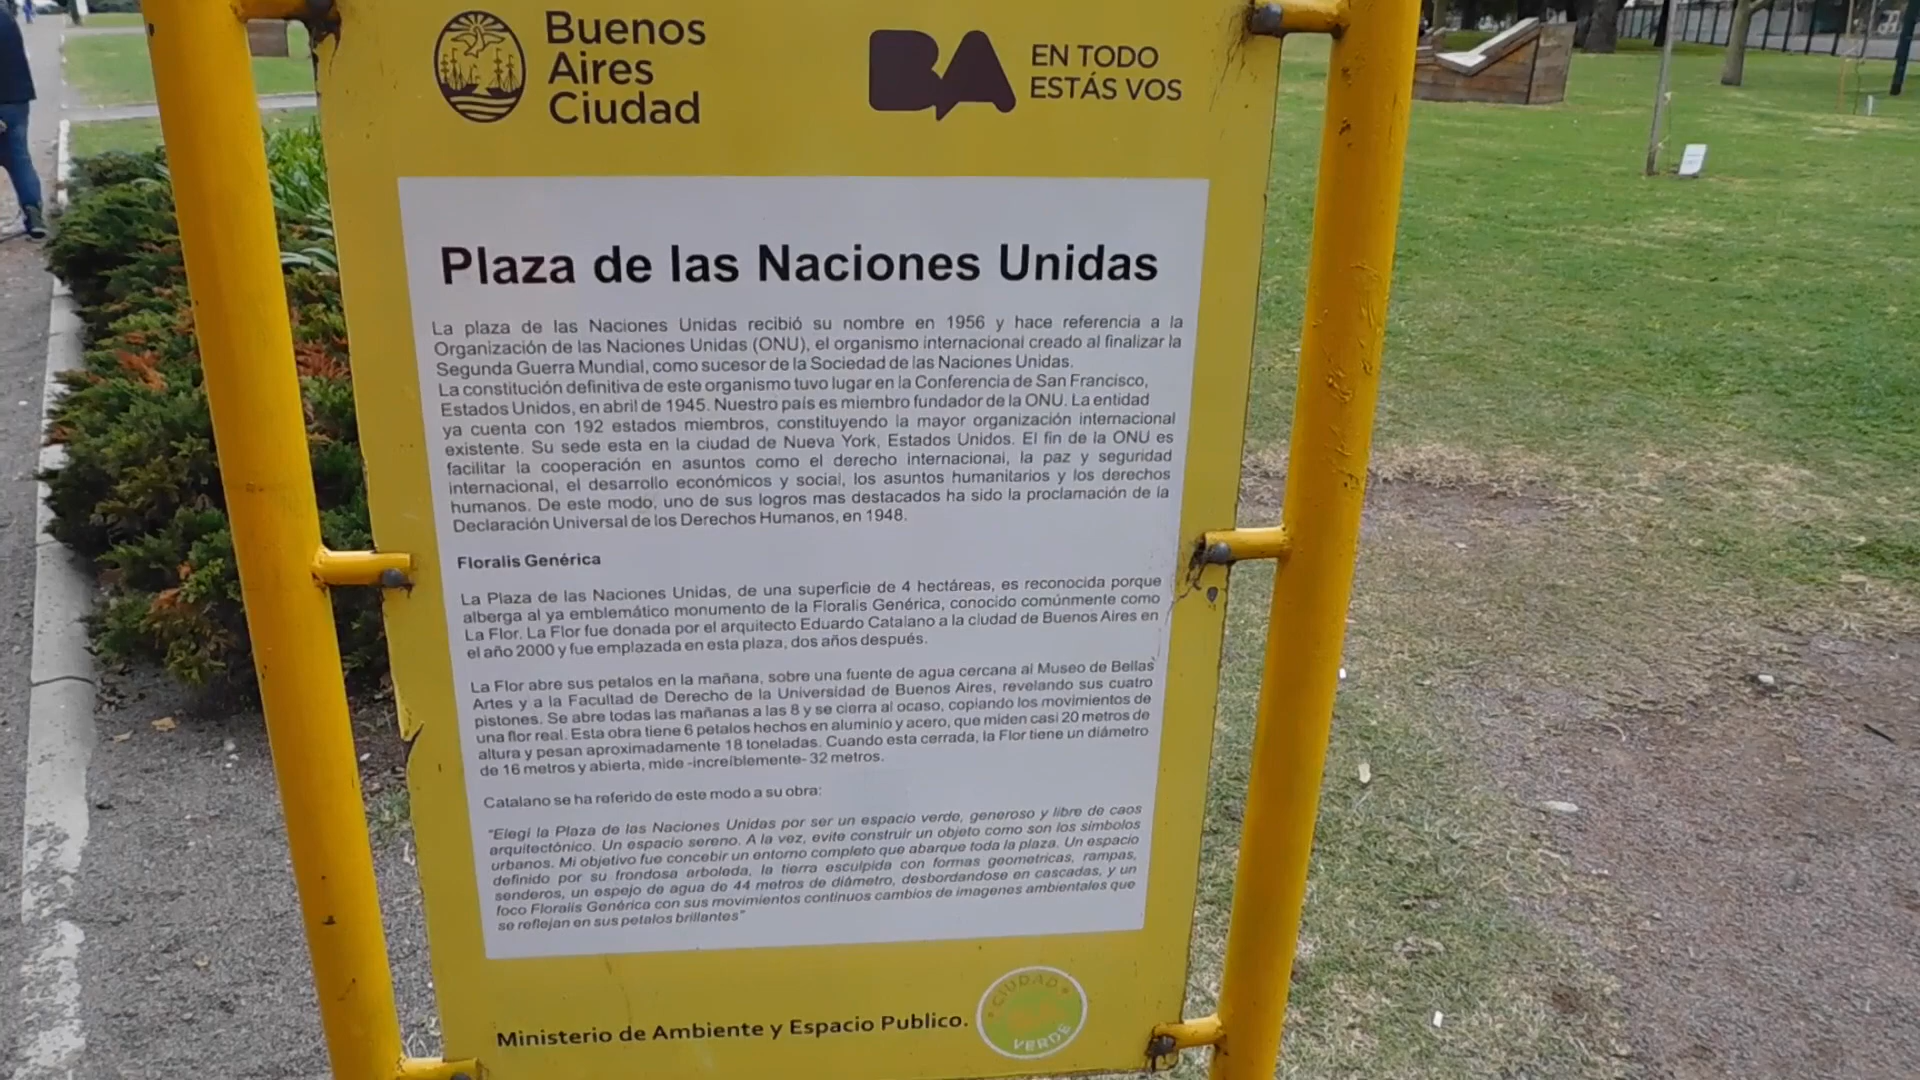 Buenos
Aires
Ciudad
BA
EN TODO
ESTÁS VOS
Plaza de las Naciones Unidas
La plaza de las Naciones Unidas recibió su nombre en 1956 y hace referencia a la
Organización de las Naciones Unidas (ONU), el organismo internacional creado al finalizar la
Segunda Guerra Mundial, como sucesor de la Sociedad de las Naciones Unidas.
La constitución definitiva de este organismo tuvo lugar en la Conferencia de San Francisco,
Estados Unidos, en abril de 1945. Nuestro país es miembro fundador de la ONU. La entidad
ya cuenta con 192 estados miembros, constituyendo la mayor organización internacional
existente. Su sede esta en la ciudad de Nueva York, Estados Unidos. El fin de la ONU es
facilitar la cooperación en asuntos como el derecho internacional, la paz y seguridad
internacional, el desarrollo económicos y social, los asuntos humanitarios y los derechos
humanos. De este modo, uno de sus logros mas destacados ha sido la proclamación de la
Declaración Universal de los Derechos Humanos, en 1948.
Floralis Genérica
La Plaza de las Naciones Unidas, de una superficie de 4 hectáreas, es reconocida porque
alberga al ya emblemático monumento de la Floralis Genérica, conocido comúnmente como
La Flor. La Flor fue donada por el arquitecto Eduardo Catalano a la ciudad de Buenos Aires en
el año 2000 y fue emplazada en esta plaza, dos años después.
La Flor abre sus petalos en la mañana, sobre una fuente de agua cercana al Museo de Bellas
Artes y a la Facultad de Derecho de la Universidad de Buenos Aires, revelando sus cuatro
pistones. Se abre todas las mañanas a las 8 y se cierra al ocaso, copiando los movimientos de
una flor real. Esta obra tiene 6 petalos hechos en aluminio y acero, que miden casi 20 metros de
altura y pesan aproximadamente 18 toneladas. Cuando esta cerrada, la Flor tiene un diámetro
de 16 metros y abierta, mide -increíblemente- 32 metros.
Catalano se ha referido de este modo a su obra:
"Elegí la Plaza de las Naciones Unidas por ser un espacio verde, generoso y libre de caos
arquitectónico. Un espacio sereno. A la vez, evite construir un objeto como son los símbolos
urbanos. Mi objetivo fue concebir un entorno completo que abarque toda la plaza. Un espacio
definido por su frondosa arboleda, la tierra esculpida con formas geometricas, rampas,
senderos, un espejo de agua de 44 metros de diámetro, desbordandose en cascadas, y un
foco Floralis Genérica con sus movimientos continuos cambios de imagenes ambientales que
se reflejan en sus petalos brillantes"
Ministerio de Ambiente y Espacio Publico.
CIUDAD
VERDE